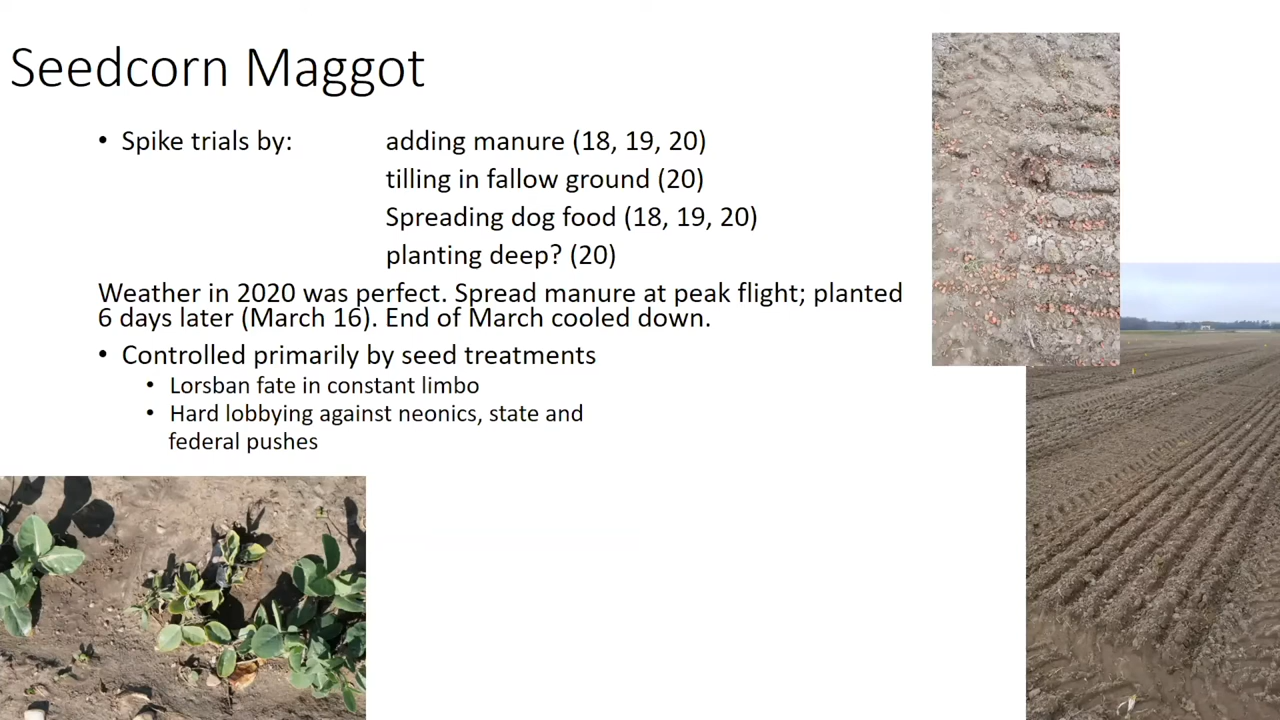 Seedcorn Maggot
• Spike trials by: adding manure (18, 19, 20)
tilling in fallow ground (20)
Spreading dog food (18, 19, 20)
planting deep? (20)
Weather in 2020 was perfect. Spread manure at peak flight; planted
6 days later (March 16). End of March cooled down.
• Controlled primarily by seed treatments
• Lorsban fate in constant limbo
• Hard lobbying against neonics, state and
federal pushes